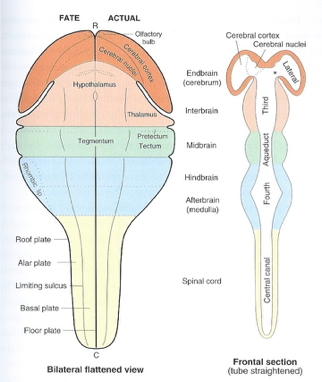 FATE ACTUAL
R
Olfactory
bulb
Cerebral cortex
Cerebral nuclei
Hypothalamus
Thalamus
Pretectum
Tectum
Tegmentum
Rhombic lip
Roof plate
Alar plate
Limiting sulcus
Basal plate
Floor plate
C
Bilateral flattened view
Endbrain
(cerebrum)
Interbrain
Midbrain
Hindbrain
Afterbrain
(medulla)
Spinal cord
Cerebral cortex
Cerebral nuclei
Lateral
*
Third
Aqueduct
Fourth
Central canal
Frontal section
(tube straightened)